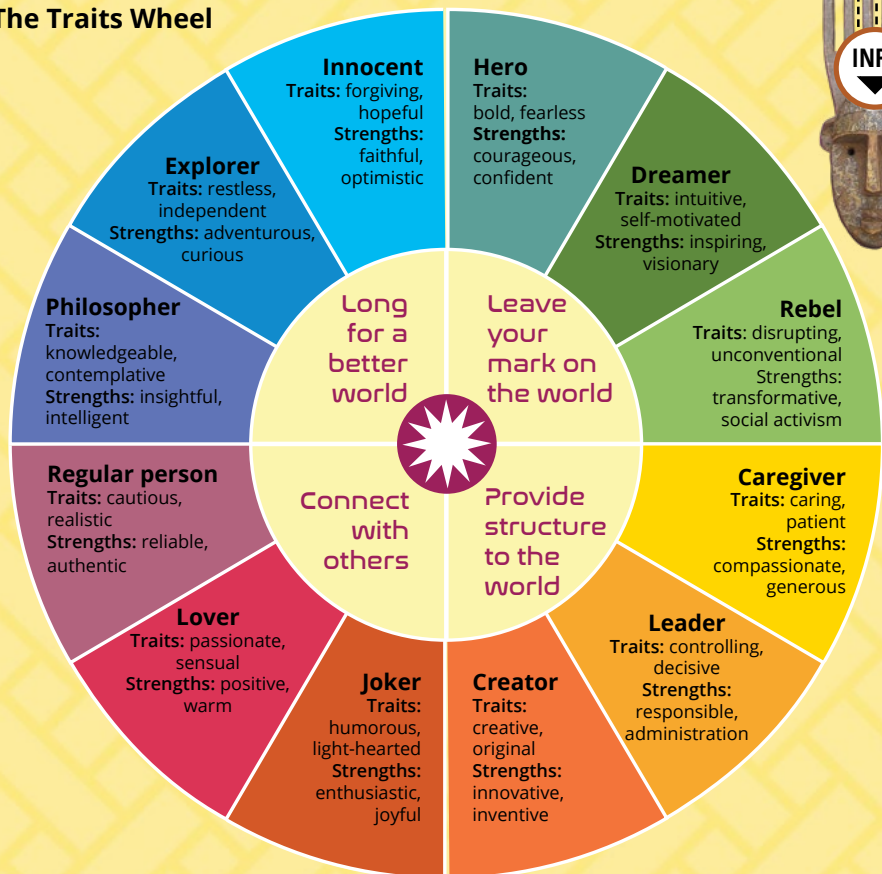 The Traits Wheel
INF
Innocent
Traits: forgiving,
hopeful
Strengths:
faithful,
optimistic
Hero
Traits:
bold, fearless
Strengths:
courageous,
confident
Dreamer
Traits: intuitive,
self-motivated
Strengths: inspiring,
visionary
Rebel
Traits: disrupting,
unconventional
Strengths:
transformative,
social activism
Caregiver
Traits: caring,
patient
Strengths:
compassionate,
generous
Leader
Traits: controlling,
decisive
Strengths:
responsible,
administration
Creator
Traits:
creative,
original
Strengths:
innovative,
inventive
Joker
Traits:
humorous,
light-hearted
Strengths:
enthusiastic,
joyful
Lover
Traits: passionate,
sensual
Strengths: positive,
warm
Regular person
Traits: cautious,
realistic
Strengths: reliable,
authentic
Philosopher
Traits:
knowledgeable,
contemplative
Strengths: insightful,
intelligent
Explorer
Traits: restless,
independent
Strengths: adventurous,
curious
Long
for a
better
world
Leave
your
mark on
the world
Connect
with
others
Provide
structure
to the
world